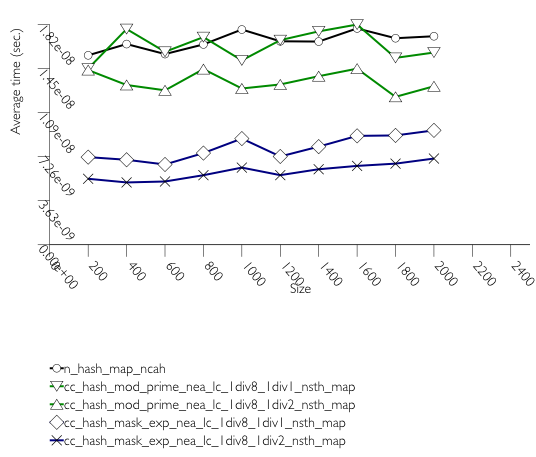 Average time (sec.)
1.82e-08
1.45e-08
1.09e-08
7.26e-09
3.63e-09
0.00e+00
0
200
400
600
800
1000
1200
1400
1600
1800
2000
2200
2400
Size
n_hash_map_ncah
cc_hash_mod_prime_nea_lc_1div8_1div1_nsth_map
cc_hash_mod_prime_nea_lc_1div8_1div2_nsth_map
cc_hash_mask_exp_nea_lc_1div8_1div1_nsth_map
cc_hash_mask_exp_nea_lc_1div8_1div2_nsth_map